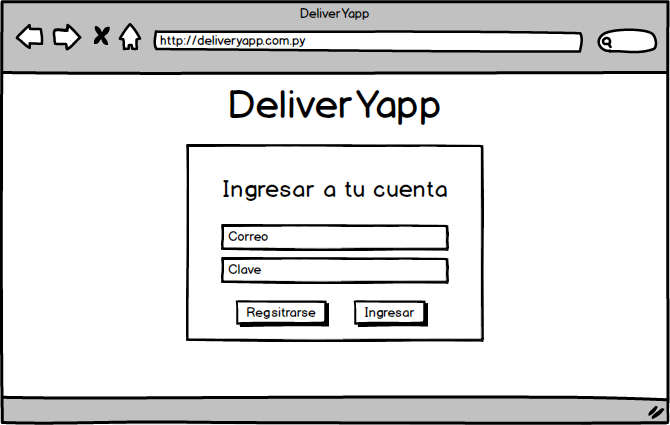 DeliverYapp
http://deliveryapp.com.py
DeliverYapp
Ingresar a tu cuenta
Correo
Clave
Regsitrarse Ingresar